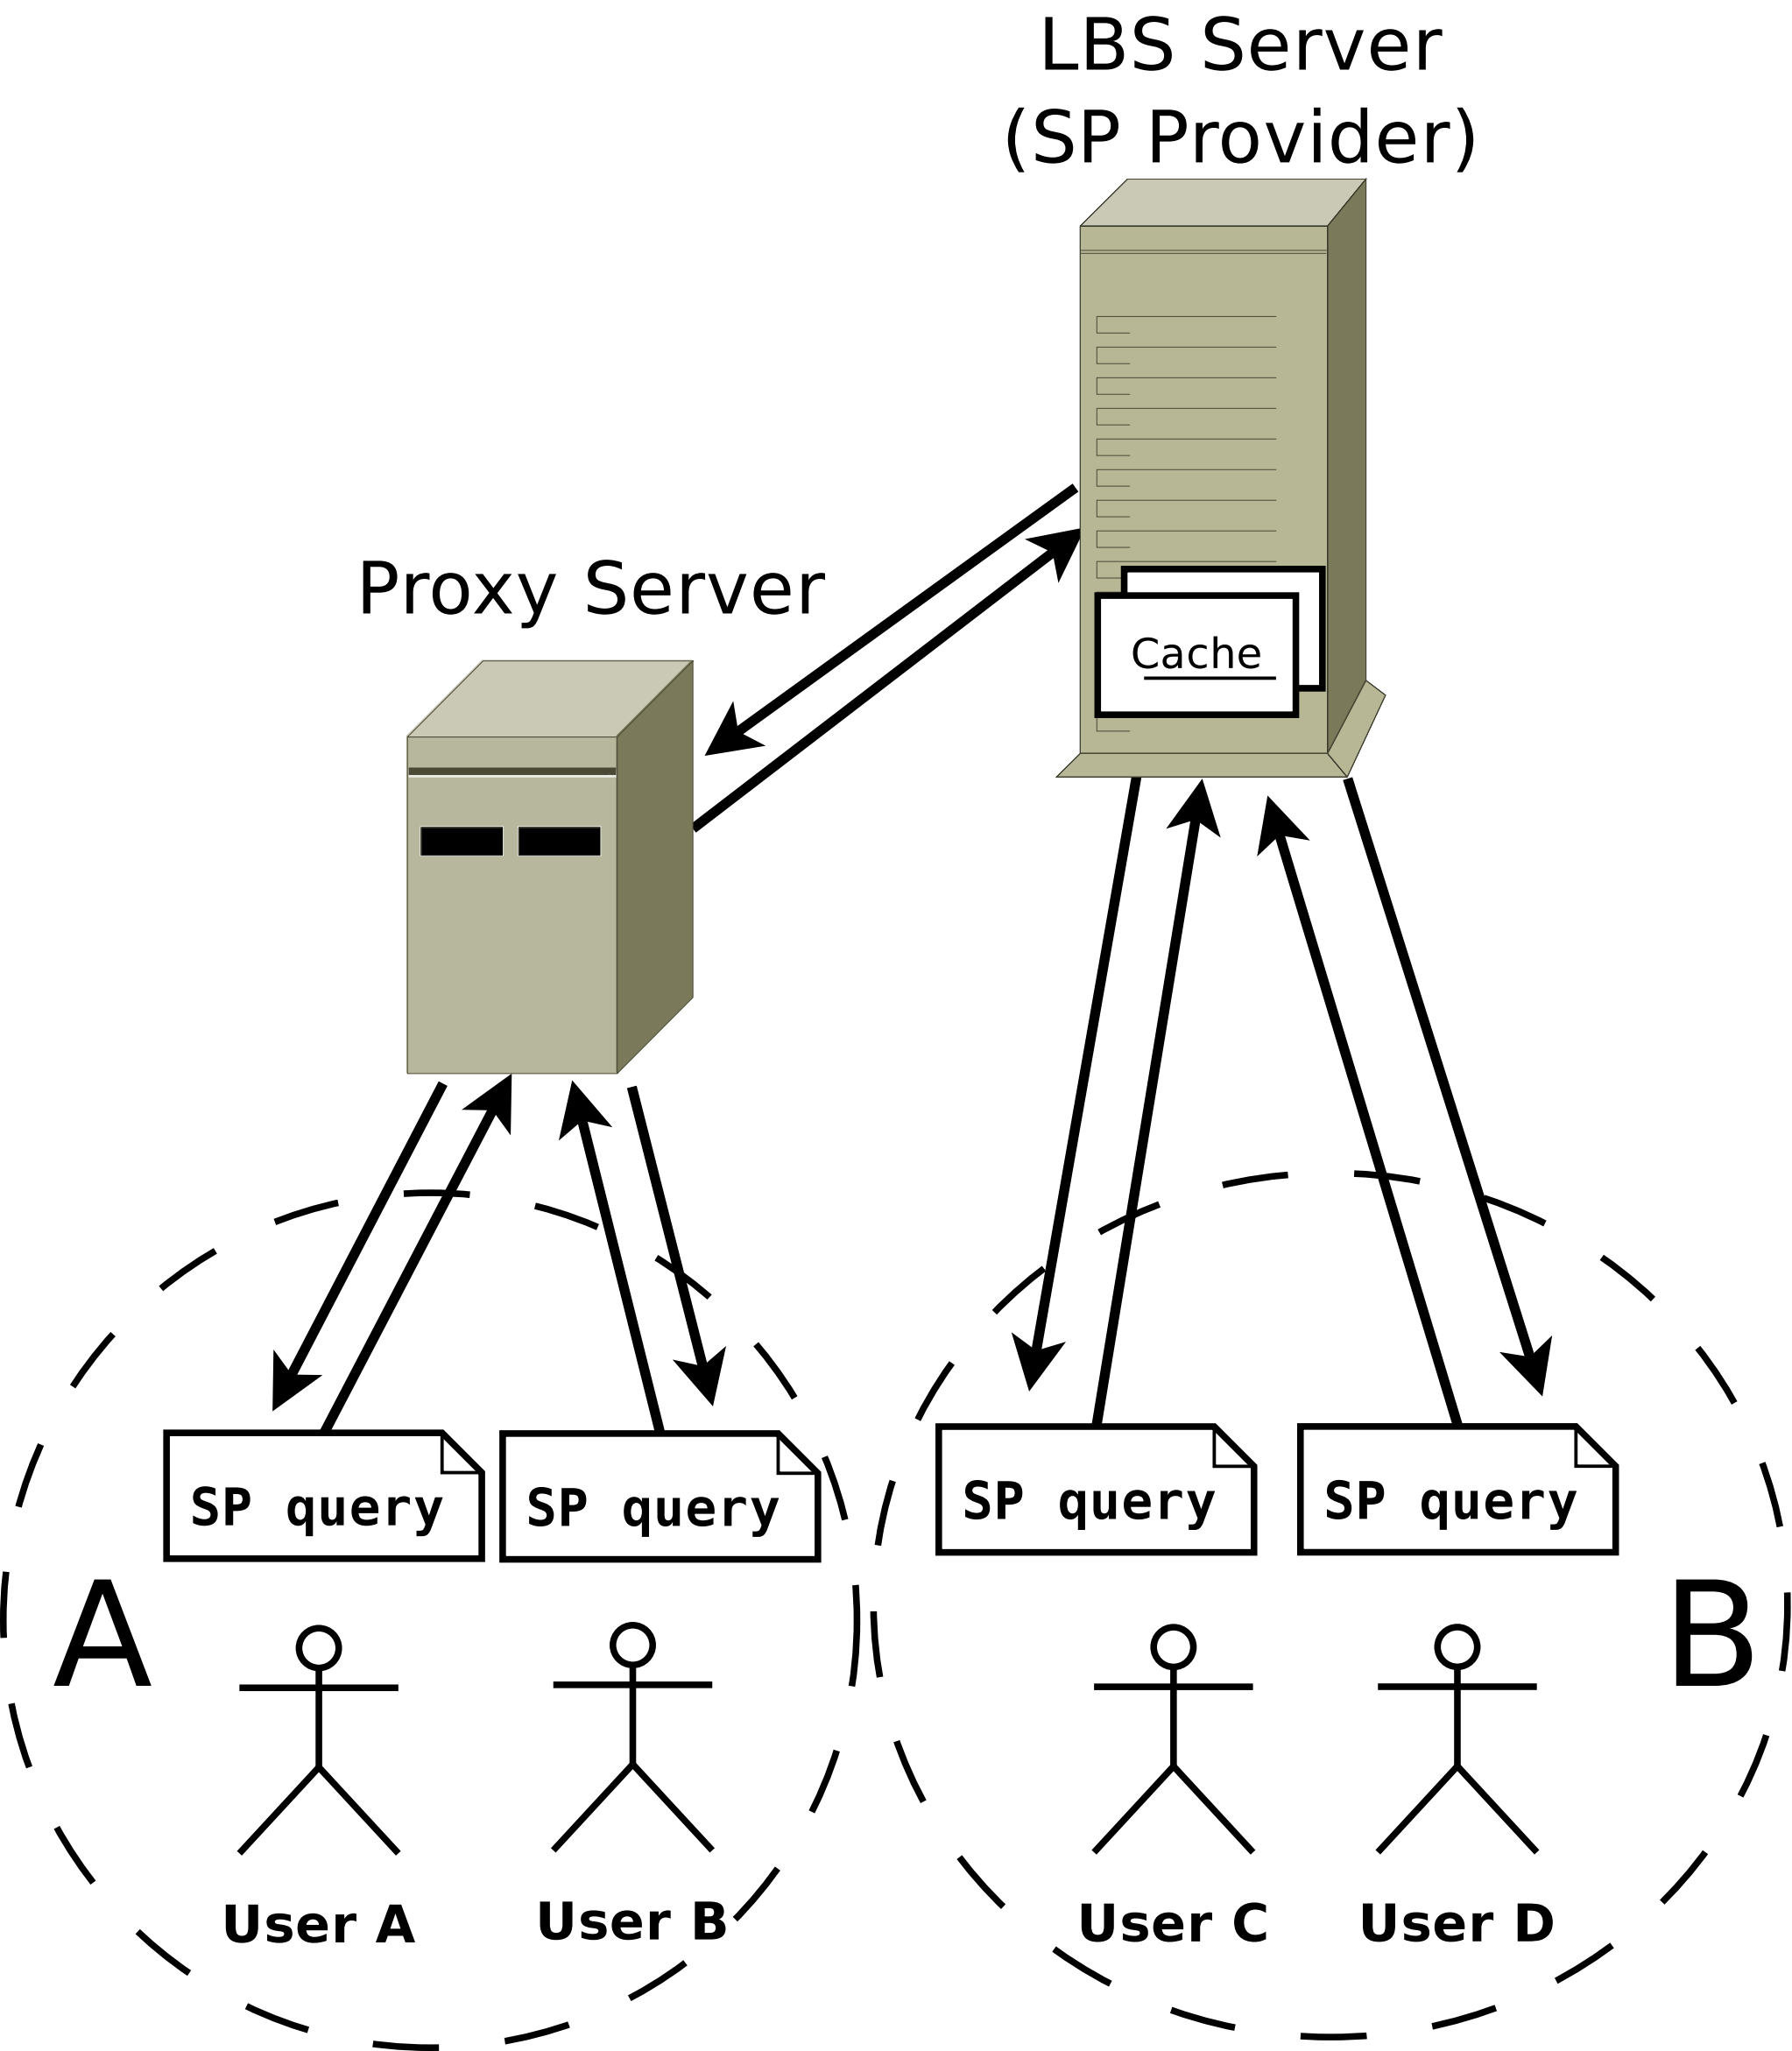 LBS Server
(SP Provider)
Proxy Server
Cache
SP query
SP query
SP query
SP query
A
B
User A
User B
User C
User D